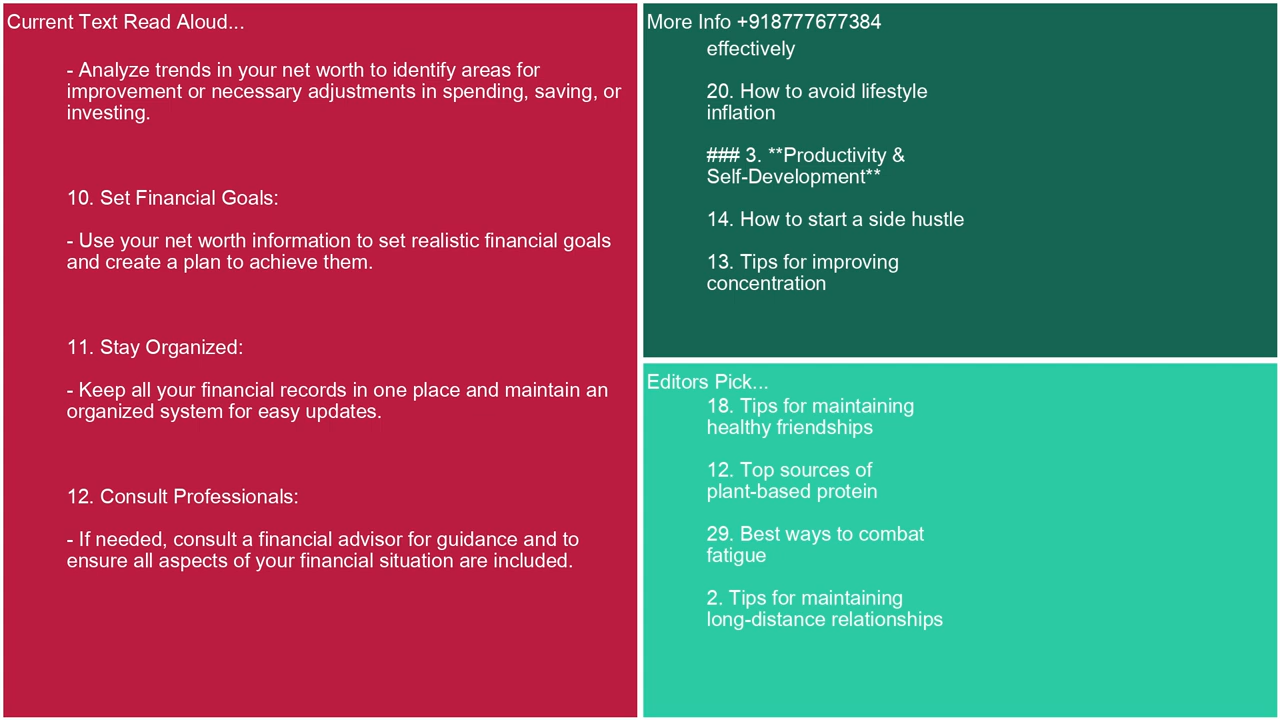 Current Text Read Aloud...
- Analyze trends in your net worth to identify areas for
improvement or necessary adjustments in spending, saving, or
investing.
10. Set Financial Goals:
- Use your net worth information to set realistic financial goals
and create a plan to achieve them.
11. Stay Organized:
- Keep all your financial records in one place and maintain an
organized system for easy updates.
12. Consult Professionals:
- If needed, consult a financial advisor for guidance and to
ensure all aspects of your financial situation are included.
More Info +918777677384
effectively
20. How to avoid lifestyle
inflation
### 3. **Productivity &
Self-Development**
14. How to start a side hustle
13. Tips for improving
concentration
Editors Pick...
18. Tips for maintaining
healthy friendships
12. Top sources of
plant-based protein
29. Best ways to combat
fatigue
2. Tips for maintaining
long-distance relationships